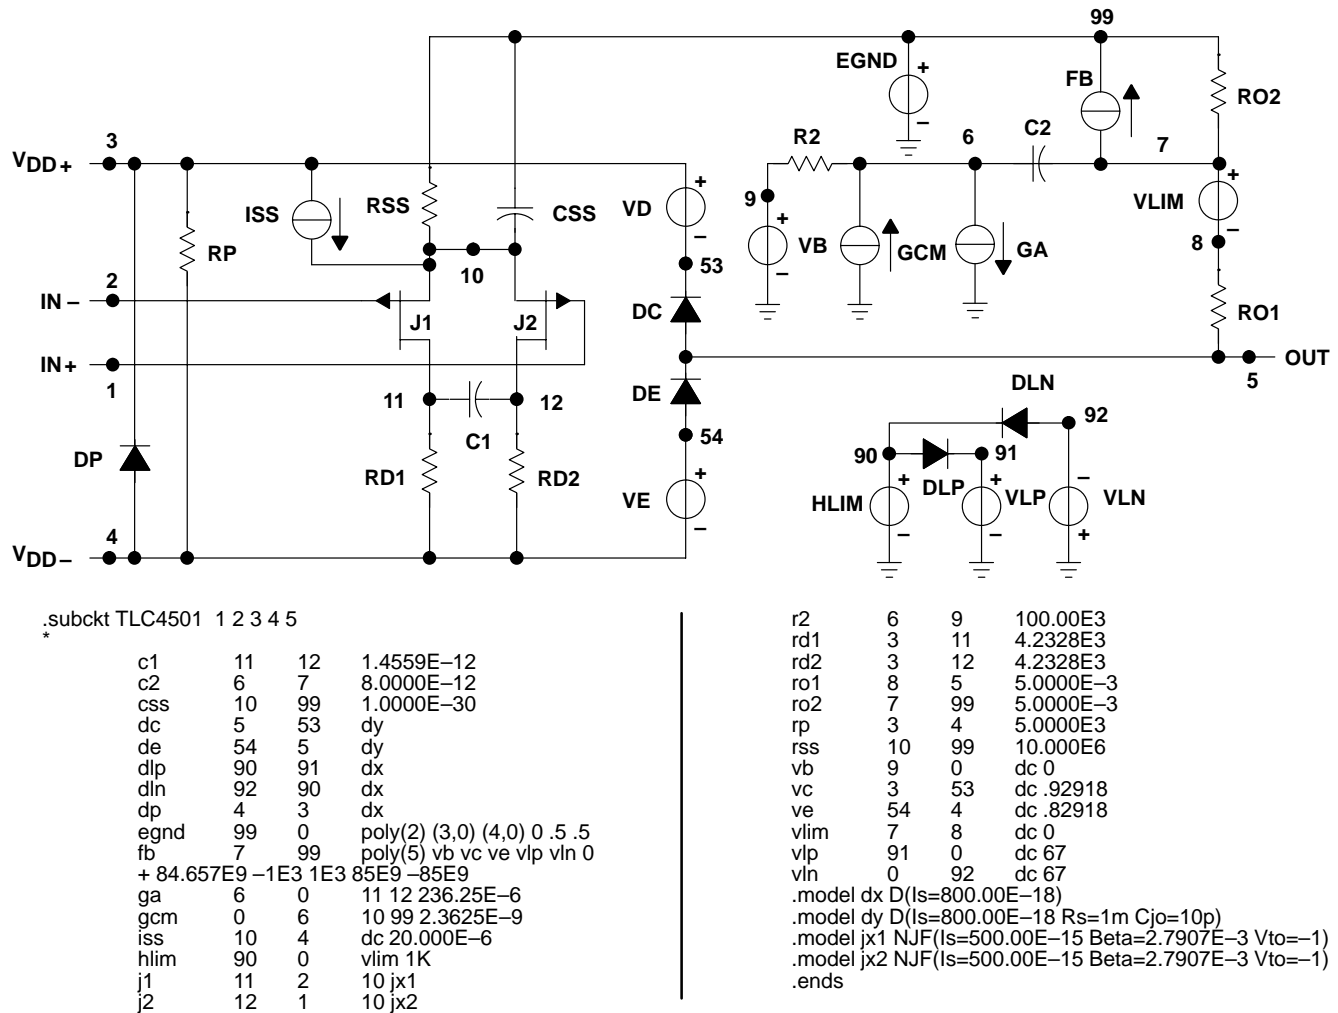 99
EGND
+
FB
RO2
−
3
R2
6
C2
7
VDD+
+
+
ISS
RSS
CSS
VD
9
VLIM
+
−
−
8
RP
VB
GCM
GA
2
10
53
−
IN −
DC
RO1
J1
J2
IN+
OUT
1
5
DE
DLN
11
12
92
C1
54
90
91
DP
RD1
RD2
+
+
DLP
+
−
VE
HLIM
VLP
VLN
−
−
−
+
4
VDD−
.subckt TLC4501 1 2 3 4 5
*
c1 11 12 1.4559E–12
c2 6 7 8.0000E–12
css 10 99 1.0000E–30
dc 5 53 dy
de 54 5 dy
dlp 90 91 dx
dln 92 90 dx
dp 4 3 dx
egnd 99 0 poly(2) (3,0) (4,0) 0 .5 .5
fb 7 99 poly(5) vb vc ve vlp vln 0
+ 84.657E9 –1E3 1E3 85E9 –85E9
ga 6 0 11 12 236.25E–6
gcm 0 6 10 99 2.3625E–9
iss 10 4 dc 20.000E–6
hlim 90 0 vlim 1K
j1 11 2 10 jx1
j2 12 1 10 jx2
r2 6 9 100.00E3
rd1 3 11 4.2328E3
rd2 3 12 4.2328E3
ro1 8 5 5.0000E–3
ro2 7 99 5.0000E–3
rp 3 4 5.0000E3
rss 10 99 10.000E6
vb 9 0 dc 0
vc 3 53 dc .92918
ve 54 4 dc .82918
vlim 7 8 dc 0
vlp 91 0 dc 67
vln 0 92 dc 67
.model dx D(Is=800.00E–18)
.model dy D(Is=800.00E–18 Rs=1m Cjo=10p)
.model jx1 NJF(Is=500.00E–15 Beta=2.7907E–3 Vto=–1)
.model jx2 NJF(Is=500.00E–15 Beta=2.7907E–3 Vto=–1)
.ends